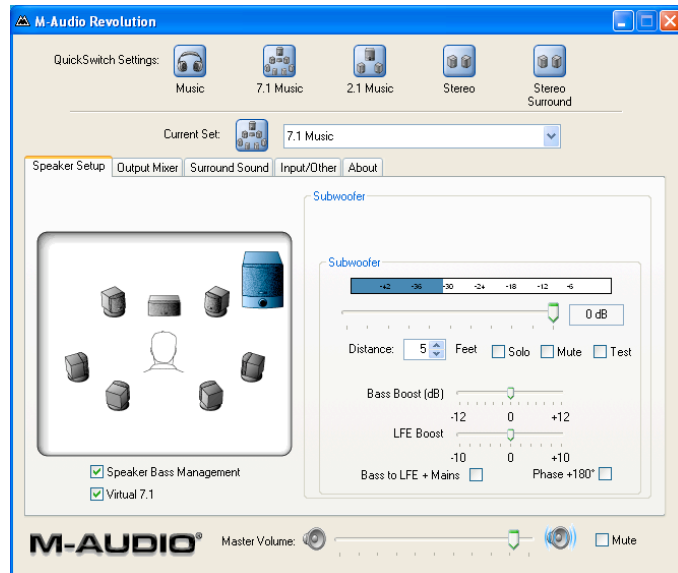 M-Audio Revolution
QuickSwitch Settings:
Music
7.1 Music
2.1 Music
Stereo
Stereo Surround
Current Set:
7.1 Music
Speaker Setup
Output Mixer
Surround Sound
Input/Other
About
Subwoofer
Subwoofer
-42 -36 -30 -24 -18 -12 -6
0 dB
Distance: 5 Feet Solo Mute Test
Bass Boost (dB)
-12 0 +12
LFE Boost
-10 0 +10
Bass to LFE + Mains Phase +180°
Speaker Bass Management
Virtual 7.1
M-AUDIO® Master Volume: Mute